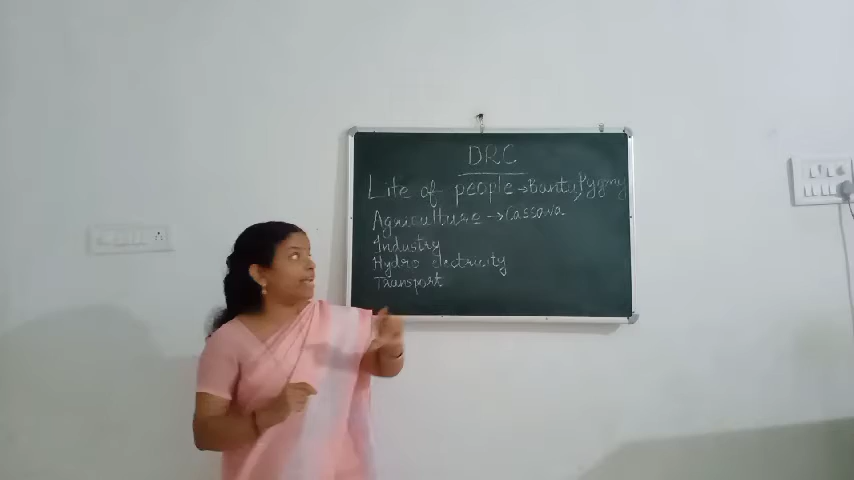 DRC
Life of people → Bantu, Pygmy
Agriculture → Cassava
Industry
Hydro electricity
Transport